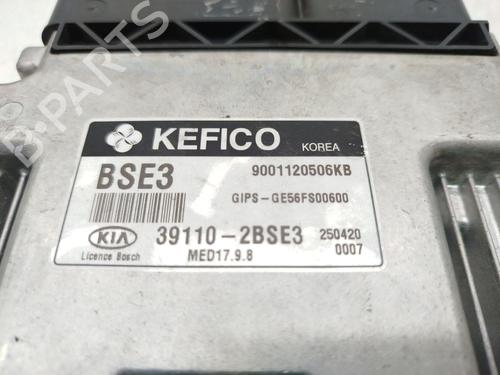 KEFICO KOREA
BSE3 9001120506KB
GIPS-GE56FS00600
KIA 39110-2BSE3 250420
Licence Bosch MED17.9.8 0007
B-PARTS